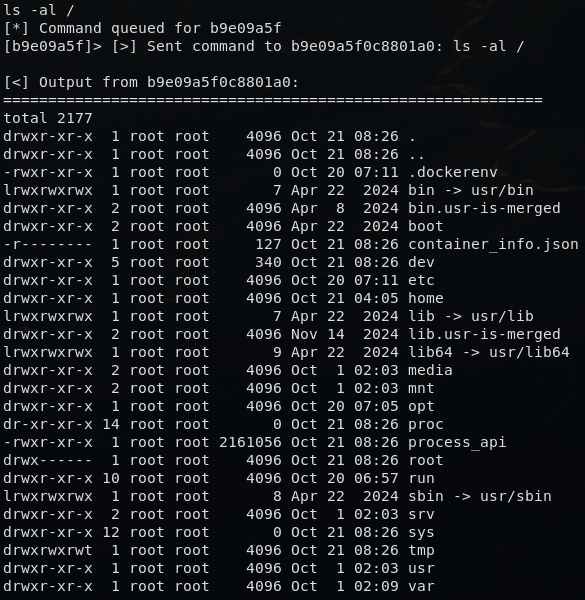 ls -al /
[*] Command queued for b9e09a5f
[b9e09a5f]> [>] Sent command to b9e09a5f0c8801a0: ls -al /

[<] Output from b9e09a5f0c8801a0:
============================================================
total 2177
drwxr-xr-x  1 root root    4096 Oct 21 08:26 .
drwxr-xr-x  1 root root    4096 Oct 21 08:26 ..
-rwxr-xr-x  1 root root       0 Oct 20 07:11 .dockerenv
lrwxrwxrwx  1 root root       7 Apr 22  2024 bin -> usr/bin
drwxr-xr-x  2 root root    4096 Apr  8  2024 bin.usr-is-merged
drwxr-xr-x  2 root root    4096 Apr 22  2024 boot
-r--------  1 root root     127 Oct 21 08:26 container_info.json
drwxr-xr-x  5 root root     340 Oct 21 08:26 dev
drwxr-xr-x  1 root root    4096 Oct 20 07:11 etc
drwxr-xr-x  1 root root    4096 Oct 21 04:05 home
lrwxrwxrwx  1 root root       7 Apr 22  2024 lib -> usr/lib
drwxr-xr-x  2 root root    4096 Nov 14  2024 lib.usr-is-merged
lrwxrwxrwx  1 root root       9 Apr 22  2024 lib64 -> usr/lib64
drwxr-xr-x  2 root root    4096 Oct  1 02:03 media
drwxr-xr-x  2 root root    4096 Oct  1 02:03 mnt
drwxr-xr-x  1 root root    4096 Oct 20 07:05 opt
dr-xr-xr-x 14 root root       0 Oct 21 08:26 proc
-rwxr-xr-x  1 root root 2161056 Oct 21 08:26 process_api
drwx------  1 root root    4096 Oct 21 08:26 root
drwxr-xr-x 10 root root    4096 Oct 20 06:57 run
lrwxrwxrwx  1 root root       8 Apr 22  2024 sbin -> usr/sbin
drwxr-xr-x  2 root root    4096 Oct  1 02:03 srv
drwxr-xr-x 12 root root       0 Oct 21 08:26 sys
drwxrwxrwt  1 root root    4096 Oct 21 08:26 tmp
drwxr-xr-x  1 root root    4096 Oct  1 02:03 usr
drwxr-xr-x  1 root root    4096 Oct  1 02:09 var